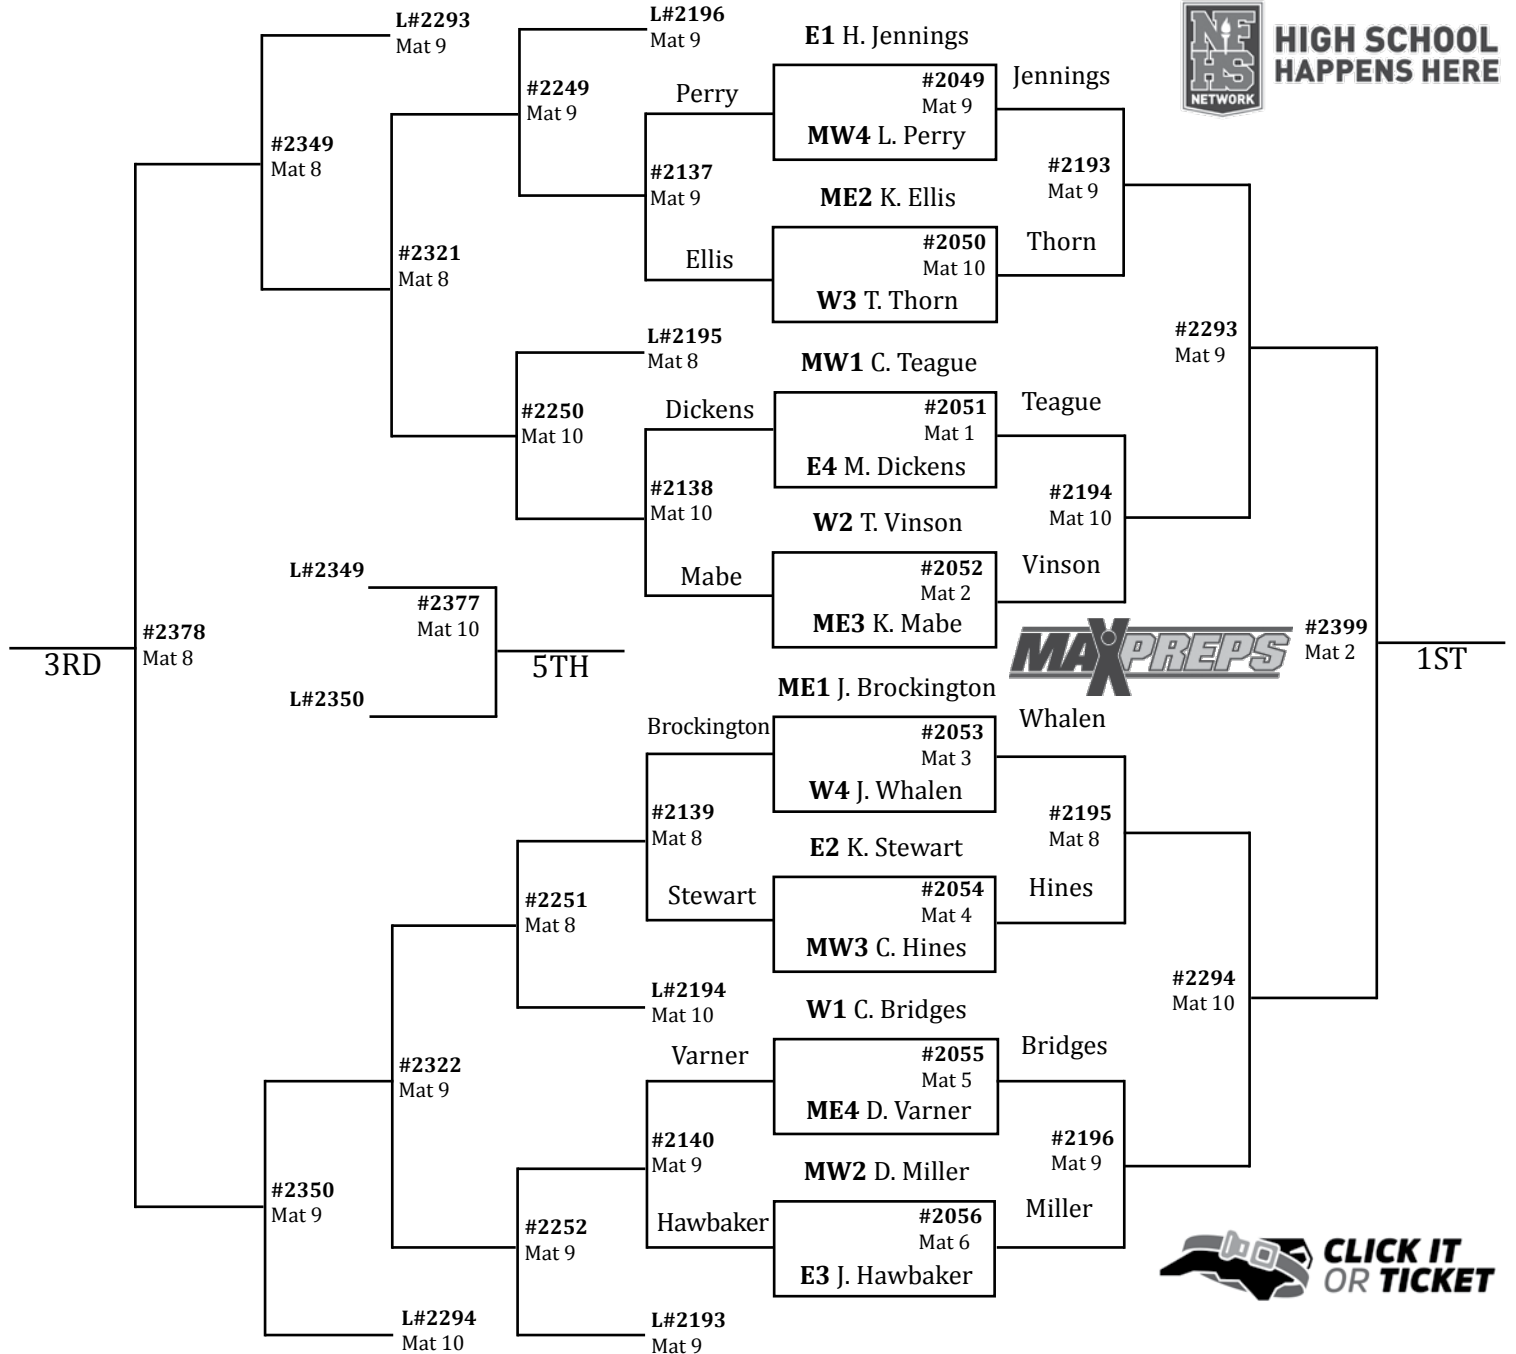 L#2293
Mat 9
L#2196
Mat 9
E1 H. Jennings
NFHS
NETWORK
HIGH SCHOOL
HAPPENS HERE
#2249
Mat 9
Perry
#2049
Mat 9
Jennings
MW4 L. Perry
#2349
Mat 8
#2137
Mat 9
#2193
Mat 9
ME2 K. Ellis
#2321
Mat 8
Ellis
#2050
Mat 10
Thorn
W3 T. Thorn
L#2195
Mat 8
#2293
Mat 9
MW1 C. Teague
#2250
Mat 10
Dickens
#2051
Mat 1
Teague
E4 M. Dickens
#2138
Mat 10
#2194
Mat 10
W2 T. Vinson
L#2349
Mabe
#2052
Mat 2
Vinson
#2377
Mat 10
ME3 K. Mabe
#2378
Mat 8
3RD
5TH
MAXPREPS
#2399
Mat 2
1ST
L#2350
ME1 J. Brockington
Brockington
#2053
Mat 3
Whalen
W4 J. Whalen
#2139
Mat 8
#2195
Mat 8
E2 K. Stewart
#2251
Mat 8
Stewart
#2054
Mat 4
Hines
MW3 C. Hines
L#2194
Mat 10
#2294
Mat 10
W1 C. Bridges
#2322
Mat 9
Varner
#2055
Mat 5
Bridges
ME4 D. Varner
#2140
Mat 9
#2196
Mat 9
MW2 D. Miller
#2350
Mat 9
#2252
Mat 9
Hawbaker
#2056
Mat 6
Miller
E3 J. Hawbaker
CLICK IT
OR TICKET
L#2294
Mat 10
L#2193
Mat 9